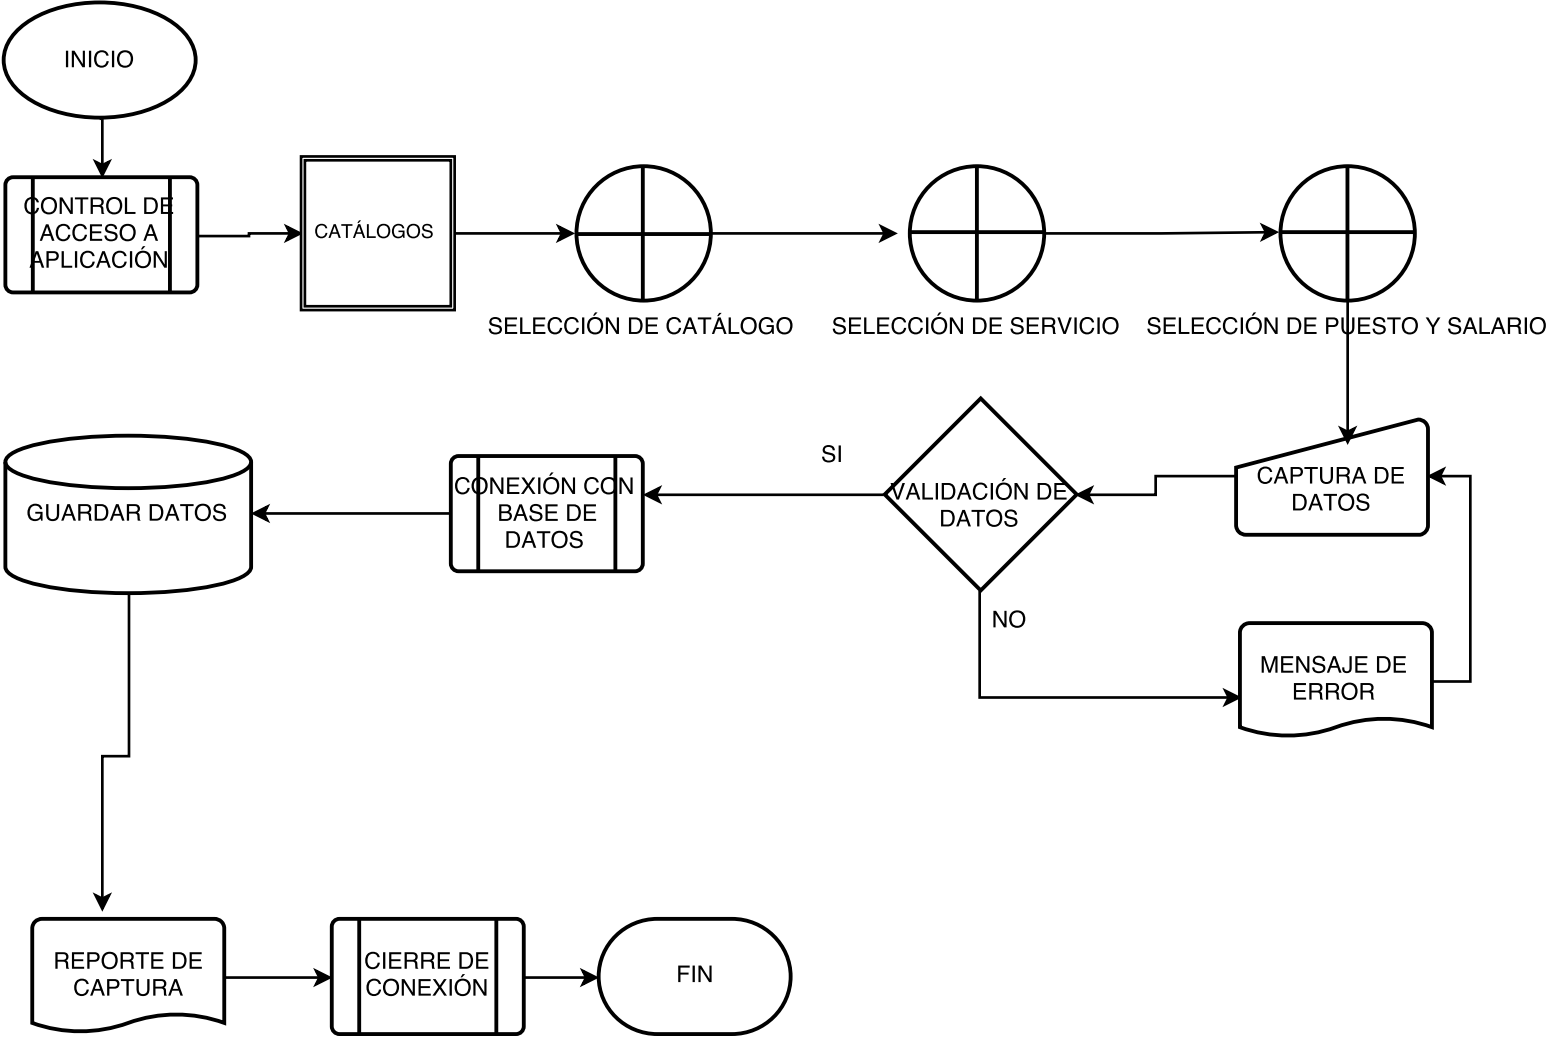 INICIO
CONTROL DE
ACCESO A
APLICACIÓN
CATÁLOGOS
SELECCIÓN DE CATÁLOGO
SELECCIÓN DE SERVICIO
SELECCIÓN DE PUESTO Y SALARIO
CAPTURA DE
DATOS
VALIDACIÓN DE
DATOS
SI
NO
MENSAJE DE
ERROR
CONEXIÓN CON
BASE DE
DATOS
GUARDAR DATOS
REPORTE DE
CAPTURA
CIERRE DE
CONEXIÓN
FIN